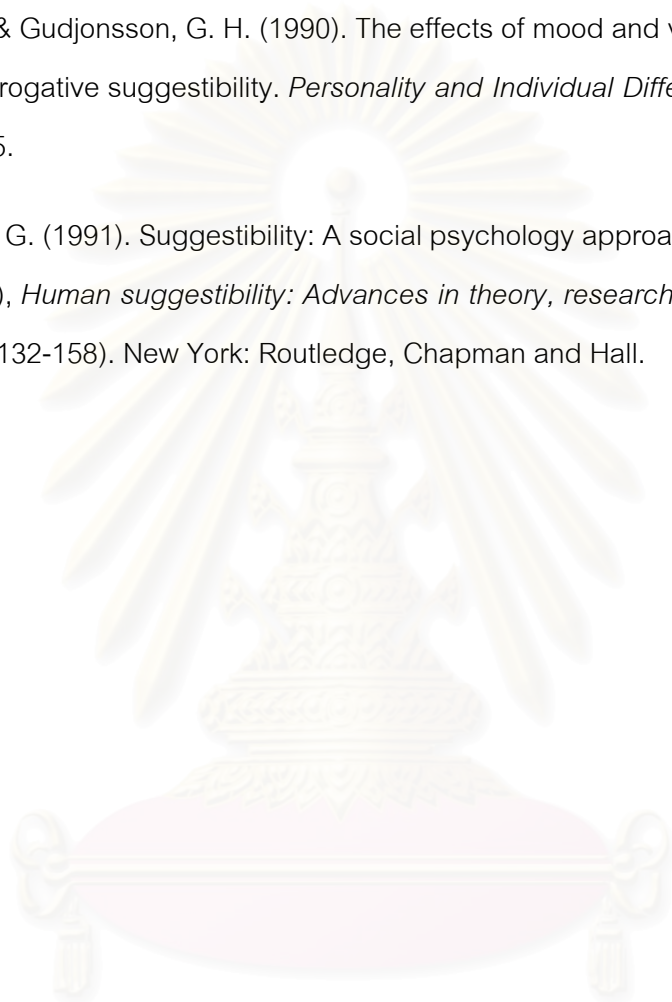 & Gudjonsson, G. H. (1990). The effects of mood and
rogative suggestibility. Personality and Individual Diffe
5.
G. (1991). Suggestibility: A social psychology approa
), Human suggestibility: Advances in theory, research
132-158). New York: Routledge, Chapman and Hall.